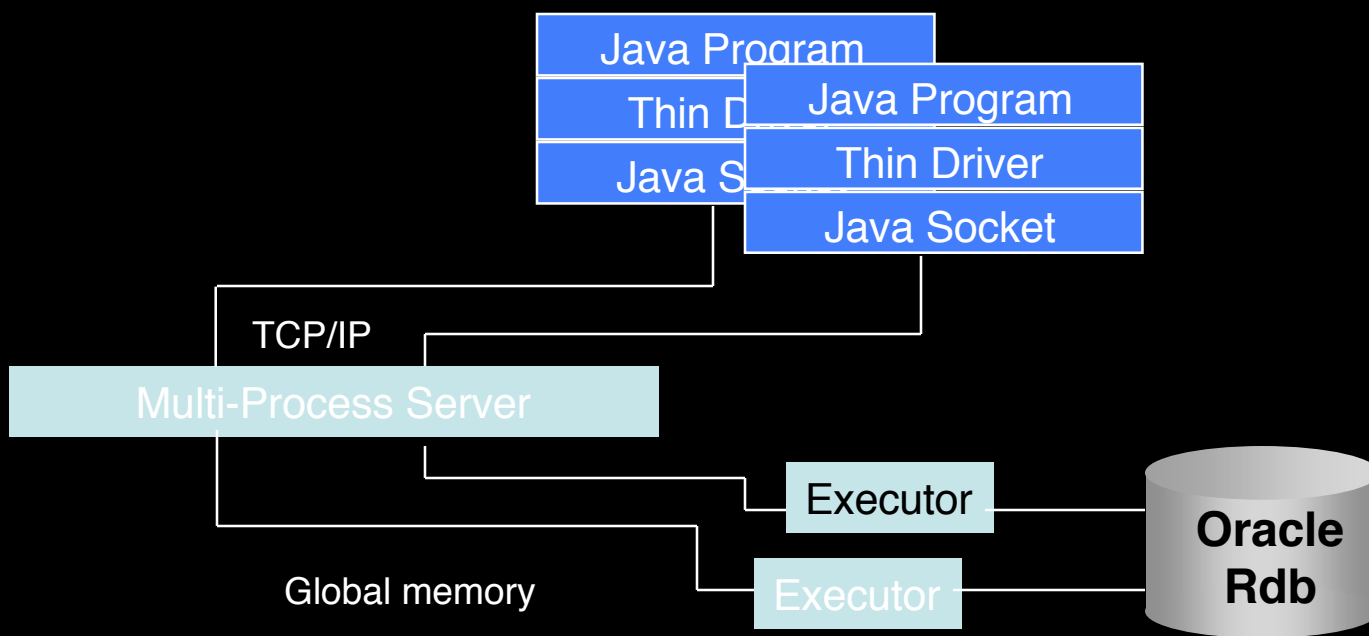 Java Program
Thin D
Java S
Java Program
Thin Driver
Java Socket
TCP/IP
Multi-Process Server
Executor
Oracle
Rdb
Global memory
Executor